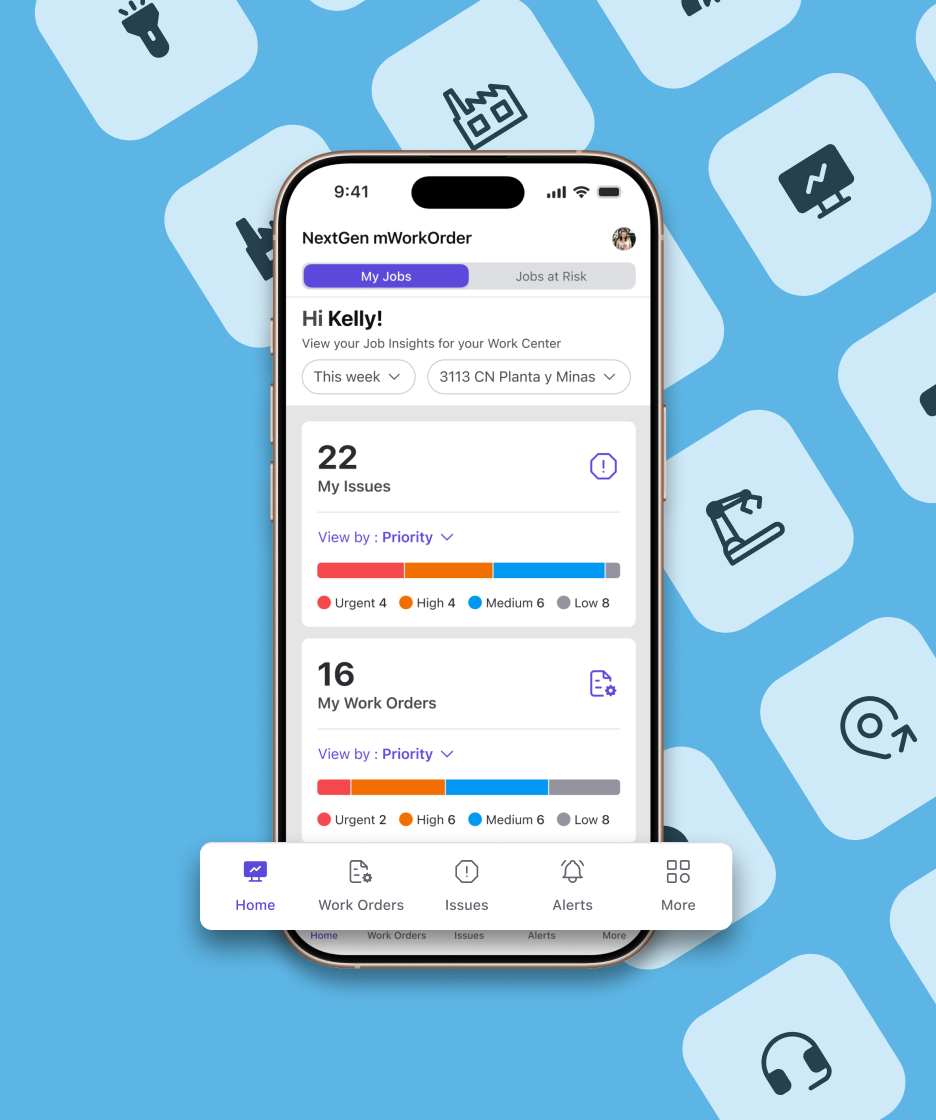 9:41
NextGen mWorkOrder
My Jobs Jobs at Risk
Hi Kelly!
View your Job Insights for your Work Center
This week 3113 CN Planta y Minas
22
My Issues
View by : Priority
Urgent 4 High 4 Medium 6 Low 8
16
My Work Orders
View by : Priority
Urgent 2 High 6 Medium 6 Low 8
Home Work Orders Issues Alerts More
Home Work Orders Issues Alerts More